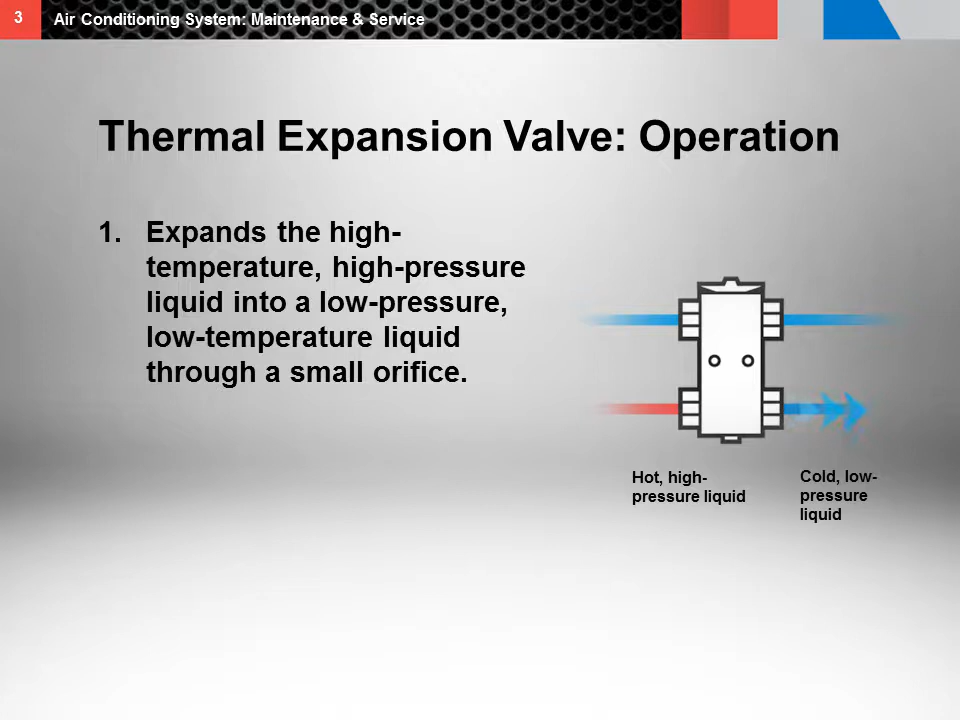 3
Air Conditioning System: Maintenance & Service
Thermal Expansion Valve: Operation
1. Expands the high-
temperature, high-pressure
liquid into a low-pressure,
low-temperature liquid
through a small orifice.
Hot, high-
pressure liquid
Cold, low-
pressure
liquid